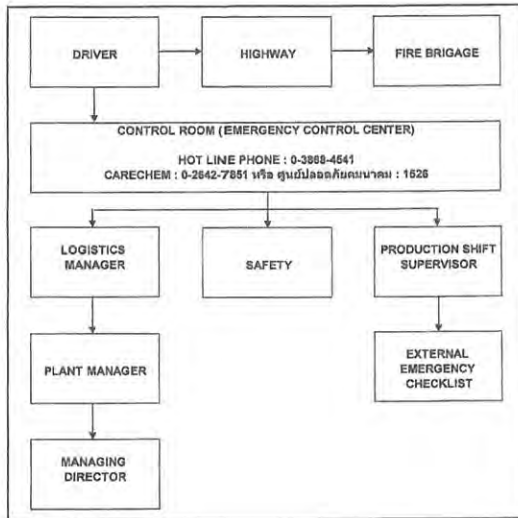 DRIVER
HIGHWAY
FIRE BRIGAGE
CONTROL ROOM (EMERGENCY CONTROL CENTER)
HOT LINE PHONE : 0-3868-4541
CARECHEM : 0-2642-7851 หรือ ศูนย์ปลอดภัยคมนาคม : 1526
LOGISTICS
MANAGER
SAFETY
PRODUCTION SHIFT
SUPERVISOR
PLANT MANAGER
EXTERNAL
EMERGENCY
CHECKLIST
MANAGING
DIRECTOR